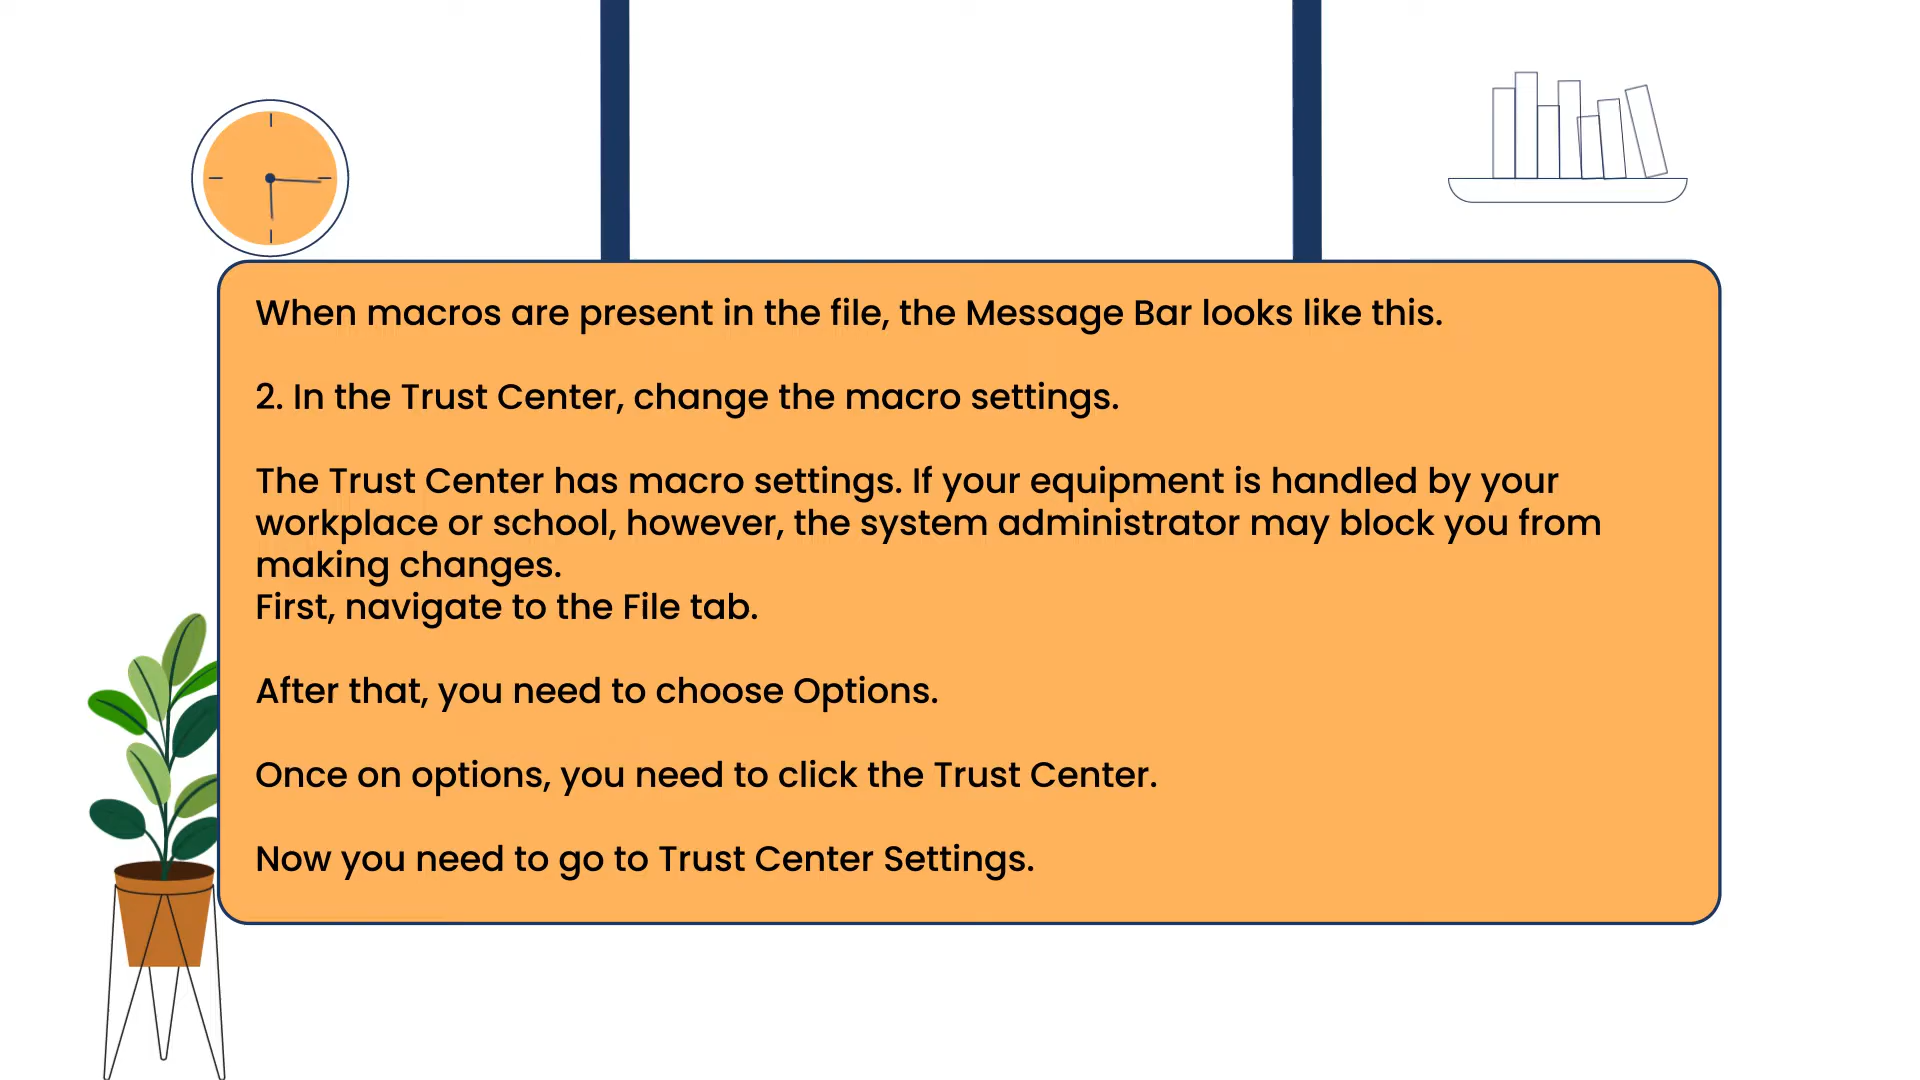 When macros are present in the file, the Message Bar looks like this.
2. In the Trust Center, change the macro settings.
The Trust Center has macro settings. If your equipment is handled by your
workplace or school, however, the system administrator may block you from
making changes.
First, navigate to the File tab.
After that, you need to choose Options.
Once on options, you need to click the Trust Center.
Now you need to go to Trust Center Settings.